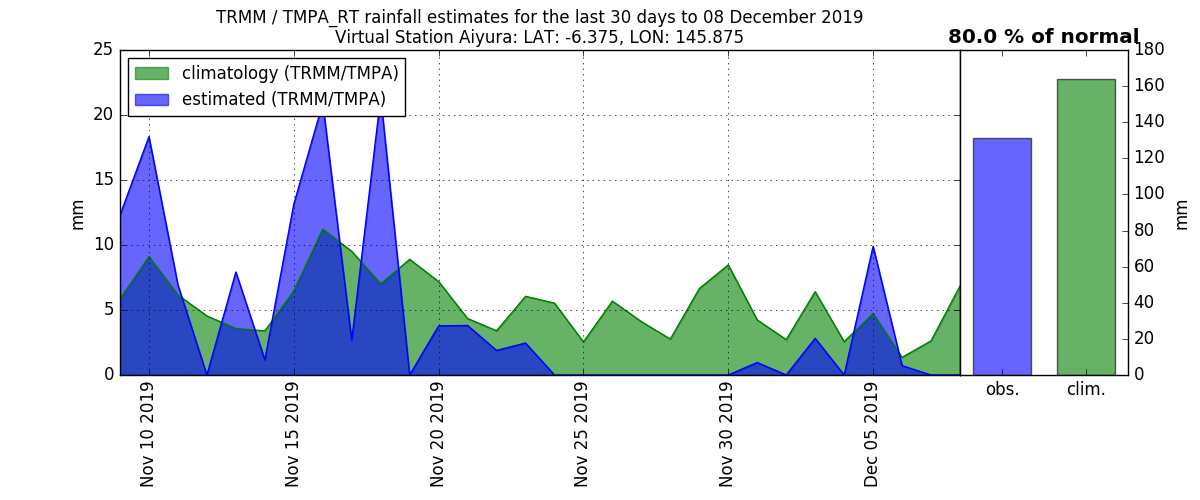 TRMM / TMPA_RT rainfall estimates for the last 30 days to 08 December 2019
Virtual Station Aiyura: LAT: -6.375, LON: 145.875
80.0 % of normal
climatology (TRMM/TMPA)
estimated (TRMM/TMPA)
25
20
15
10
5
0
mm
Nov 10 2019
Nov 15 2019
Nov 20 2019
Nov 25 2019
Nov 30 2019
Dec 05 2019
180
160
140
120
100
80
60
40
20
0
mm
obs.
clim.